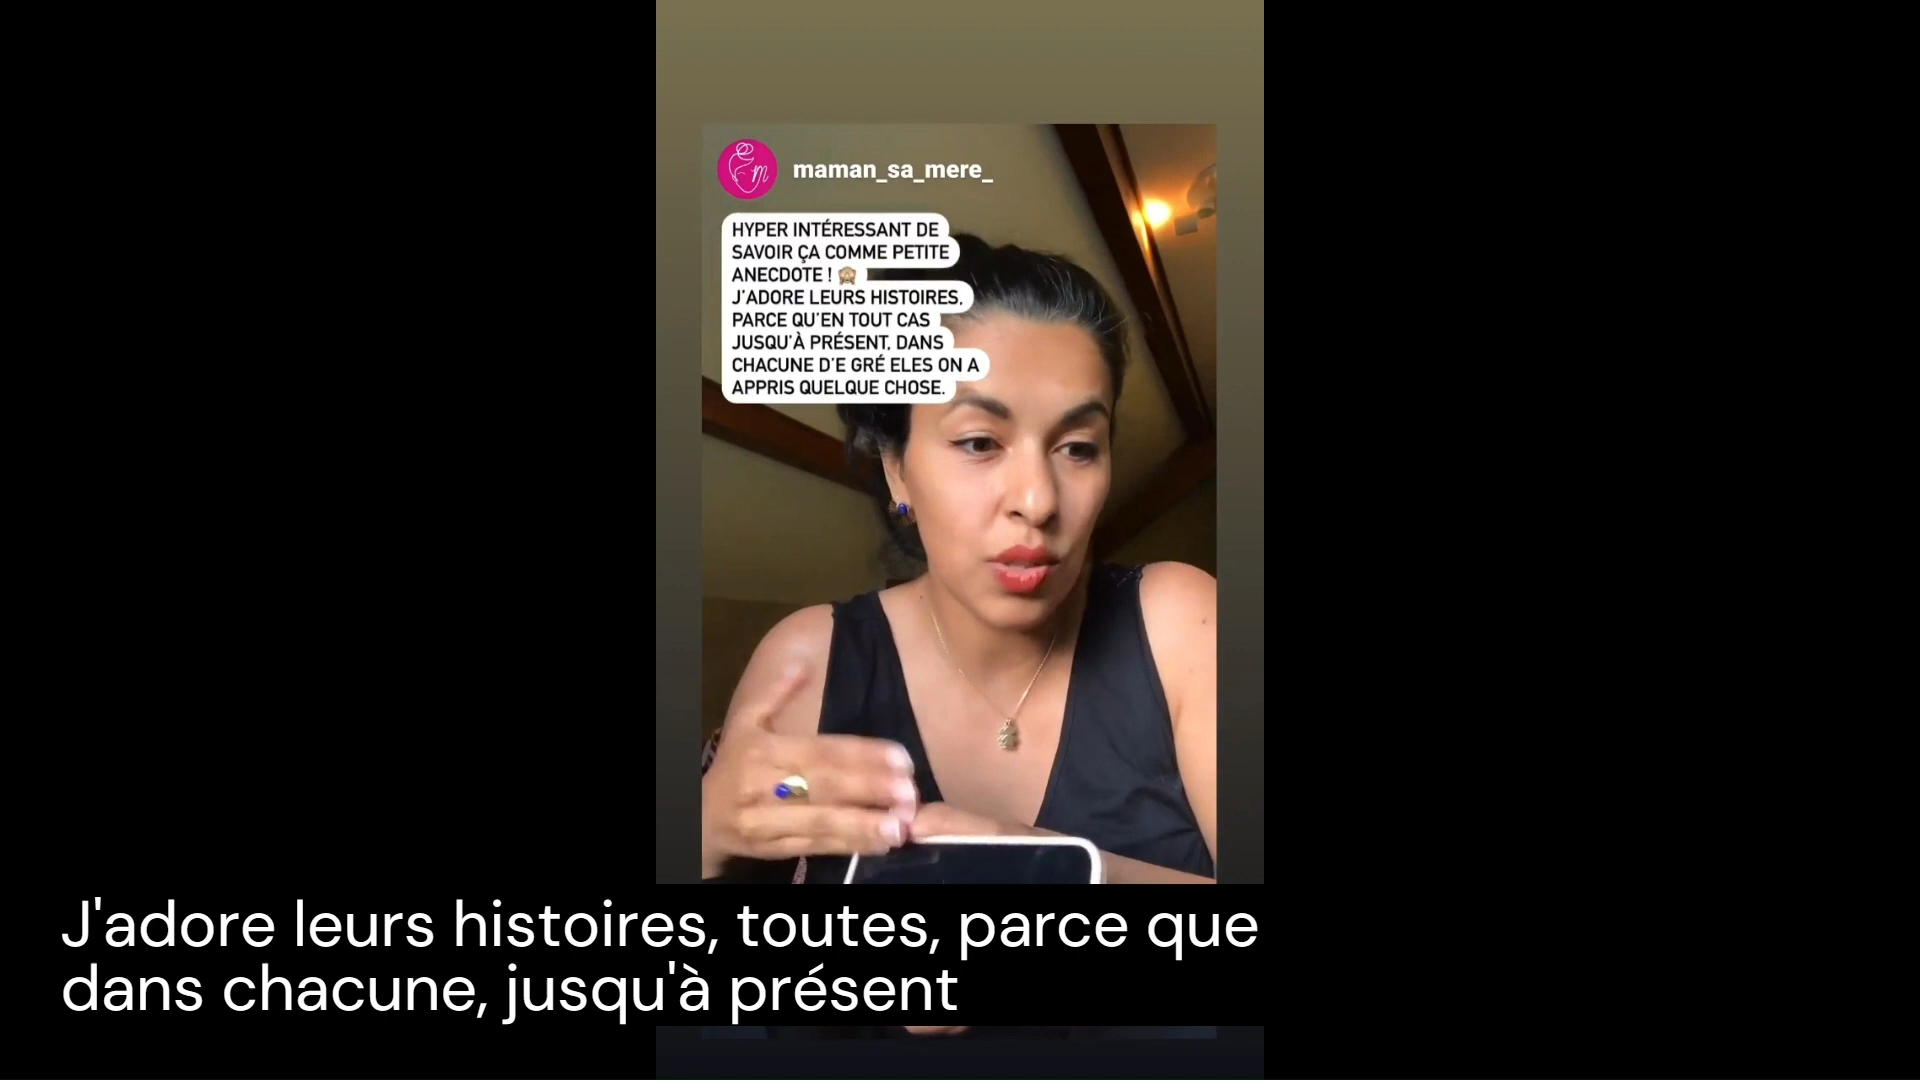 m
maman_sa_mere_
HYPER INTÉRESSANT DE
SAVOIR ÇA COMME PETITE
ANECDOTE ! 🙈
J'ADORE LEURS HISTOIRES,
PARCE QU'EN TOUT CAS
JUSQU'À PRÉSENT, DANS
CHACUNE D'E GRÉ ELES ON A
APPRIS QUELQUE CHOSE.
J'adore leurs histoires, toutes, parce que
dans chacune, jusqu'à présent